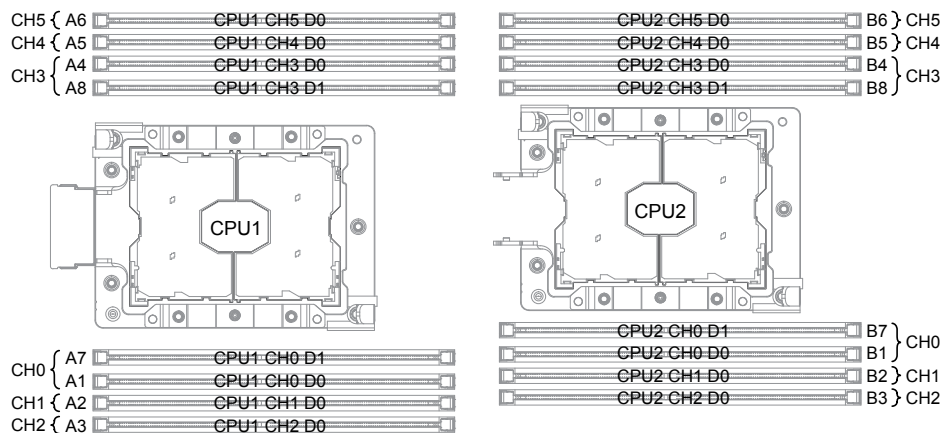 CH5 { A6 CPU1 CH5 D0
CH4 { A5 CPU1 CH4 D0
CH3 { A4 CPU1 CH3 D0
A8 CPU1 CH3 D1
CPU2 CH5 D0 B6 } CH5
CPU2 CH4 D0 B5 } CH4
CPU2 CH3 D0 B4 } CH3
CPU2 CH3 D1 B8
CPU1
CPU2
CH0 { A7 CPU1 CH0 D1
A1 CPU1 CH0 D0
CH1 { A2 CPU1 CH1 D0
CH2 { A3 CPU1 CH2 D0
CPU2 CH0 D1 B7 } CH0
CPU2 CH0 D0 B1
CPU2 CH1 D0 B2 } CH1
CPU2 CH2 D0 B3 } CH2